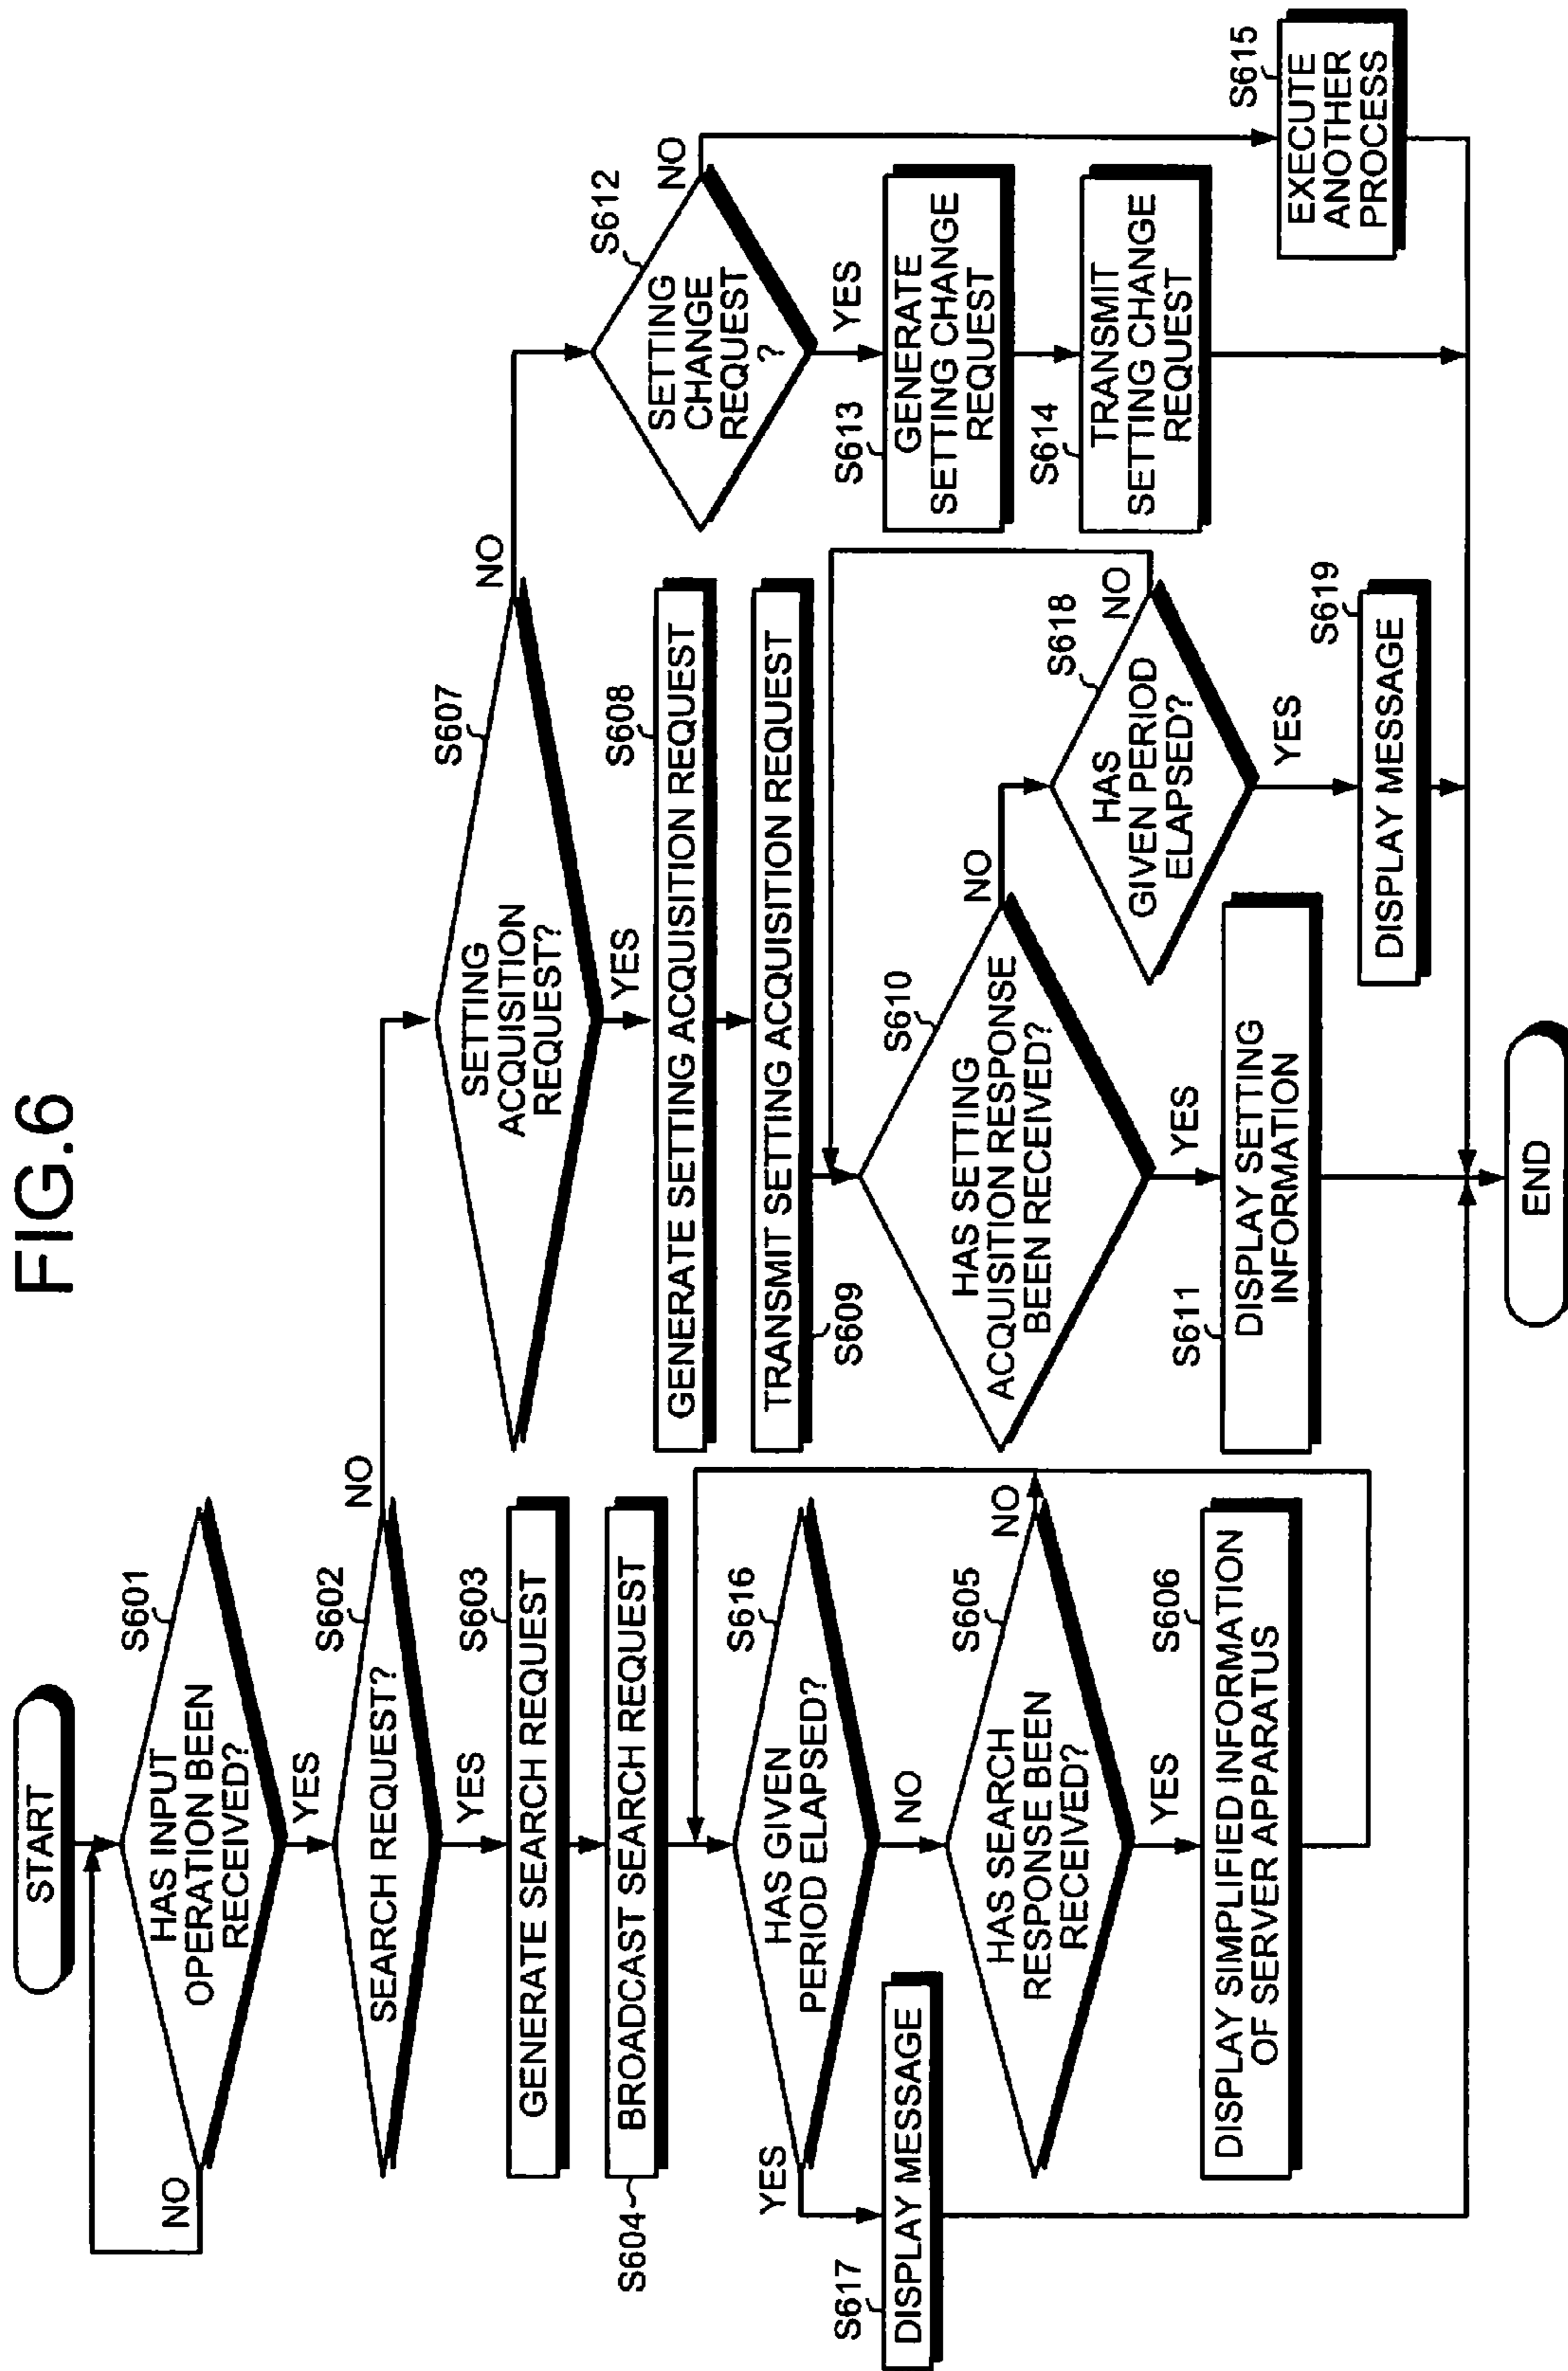 FIG.6
START
S601
HAS INPUT
OPERATION BEEN
RECEIVED?
NO
YES
S602
SEARCH REQUEST?
NO
YES
S603
GENERATE SEARCH REQUEST
S604
BROADCAST SEARCH REQUEST
S616
HAS GIVEN
PERIOD ELAPSED?
YES
NO
S617
DISPLAY MESSAGE
S605
HAS SEARCH
RESPONSE BEEN
RECEIVED?
NO
YES
S606
DISPLAY SIMPLIFIED INFORMATION
OF SERVER APPARATUS
S607
SETTING
ACQUISITION
REQUEST?
NO
YES
S608
GENERATE SETTING ACQUISITION REQUEST
TRANSMIT SETTING ACQUISITION REQUEST
S609
S610
HAS SETTING
ACQUISITION RESPONSE
BEEN RECEIVED?
NO
YES
S611
DISPLAY SETTING
INFORMATION
S618
HAS
GIVEN PERIOD
ELAPSED?
NO
YES
S619
DISPLAY MESSAGE
S612
SETTING
CHANGE
REQUEST
?
NO
YES
S613
GENERATE
SETTING CHANGE
REQUEST
S614
TRANSMIT
SETTING CHANGE
REQUEST
S615
EXECUTE
ANOTHER
PROCESS
END